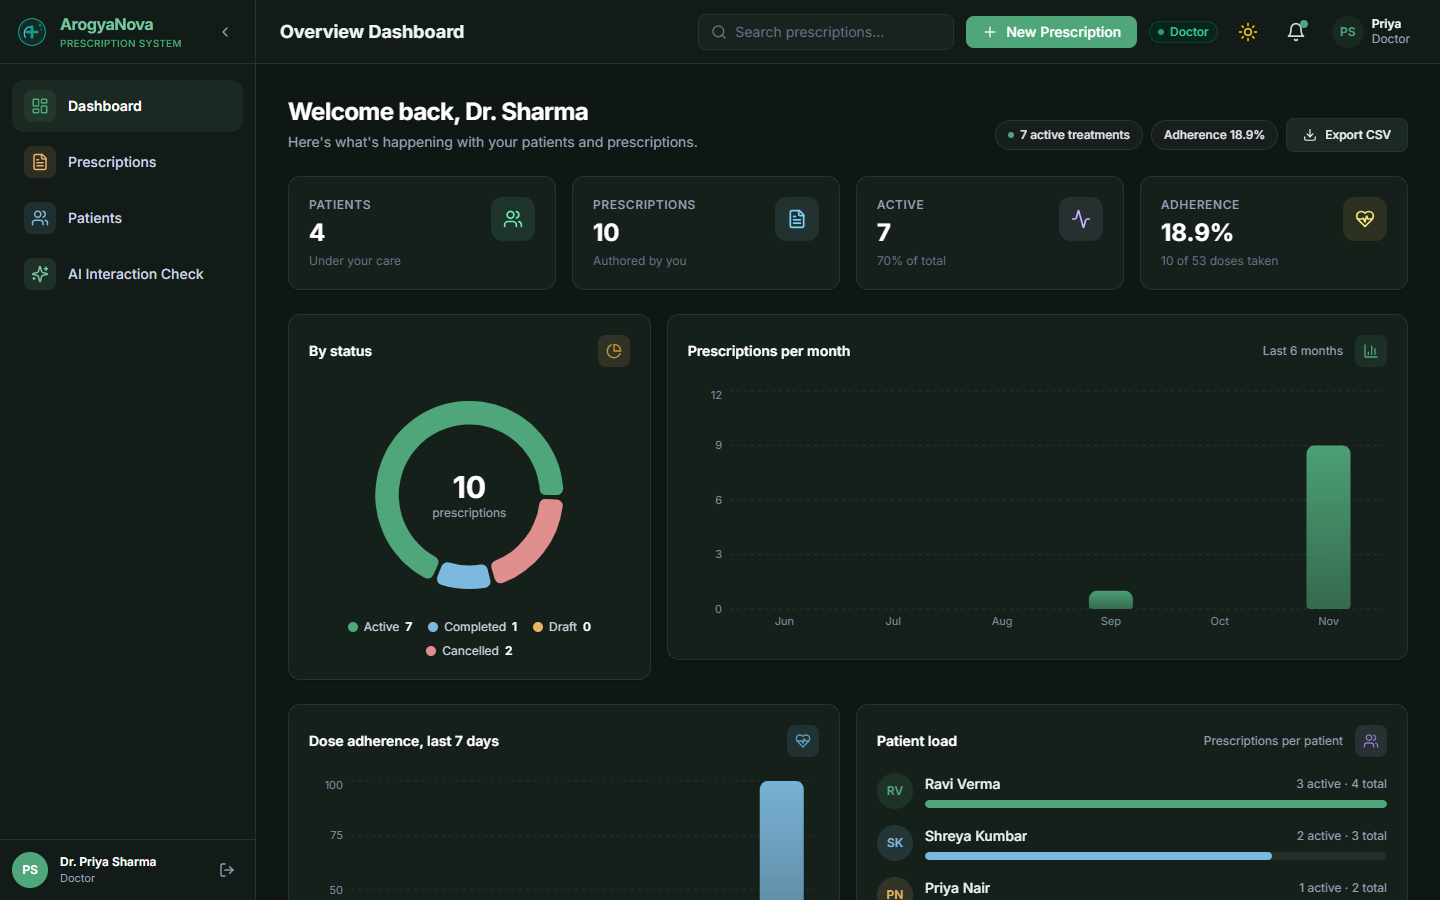 ArogyaNova
PRESCRIPTION SYSTEM
Dashboard
Prescriptions
Patients
AI Interaction Check
PS
Dr. Priya Sharma
Doctor
Overview Dashboard
Search prescriptions...
New Prescription
Doctor
PS
Priya
Doctor
Welcome back, Dr. Sharma
Here's what's happening with your patients and prescriptions.
7 active treatments
Adherence 18.9%
Export CSV
PATIENTS
4
Under your care
PRESCRIPTIONS
10
Authored by you
ACTIVE
7
70% of total
ADHERENCE
18.9%
10 of 53 doses taken
By status
10
prescriptions
Active 7
Completed 1
Draft 0
Cancelled 2
Prescriptions per month
Last 6 months
12
9
6
3
0
Jun
Jul
Aug
Sep
Oct
Nov
Dose adherence, last 7 days
100
75
50
Patient load
Prescriptions per patient
RV
Ravi Verma
3 active · 4 total
SK
Shreya Kumbar
2 active · 3 total
PN
Priya Nair
1 active · 2 total